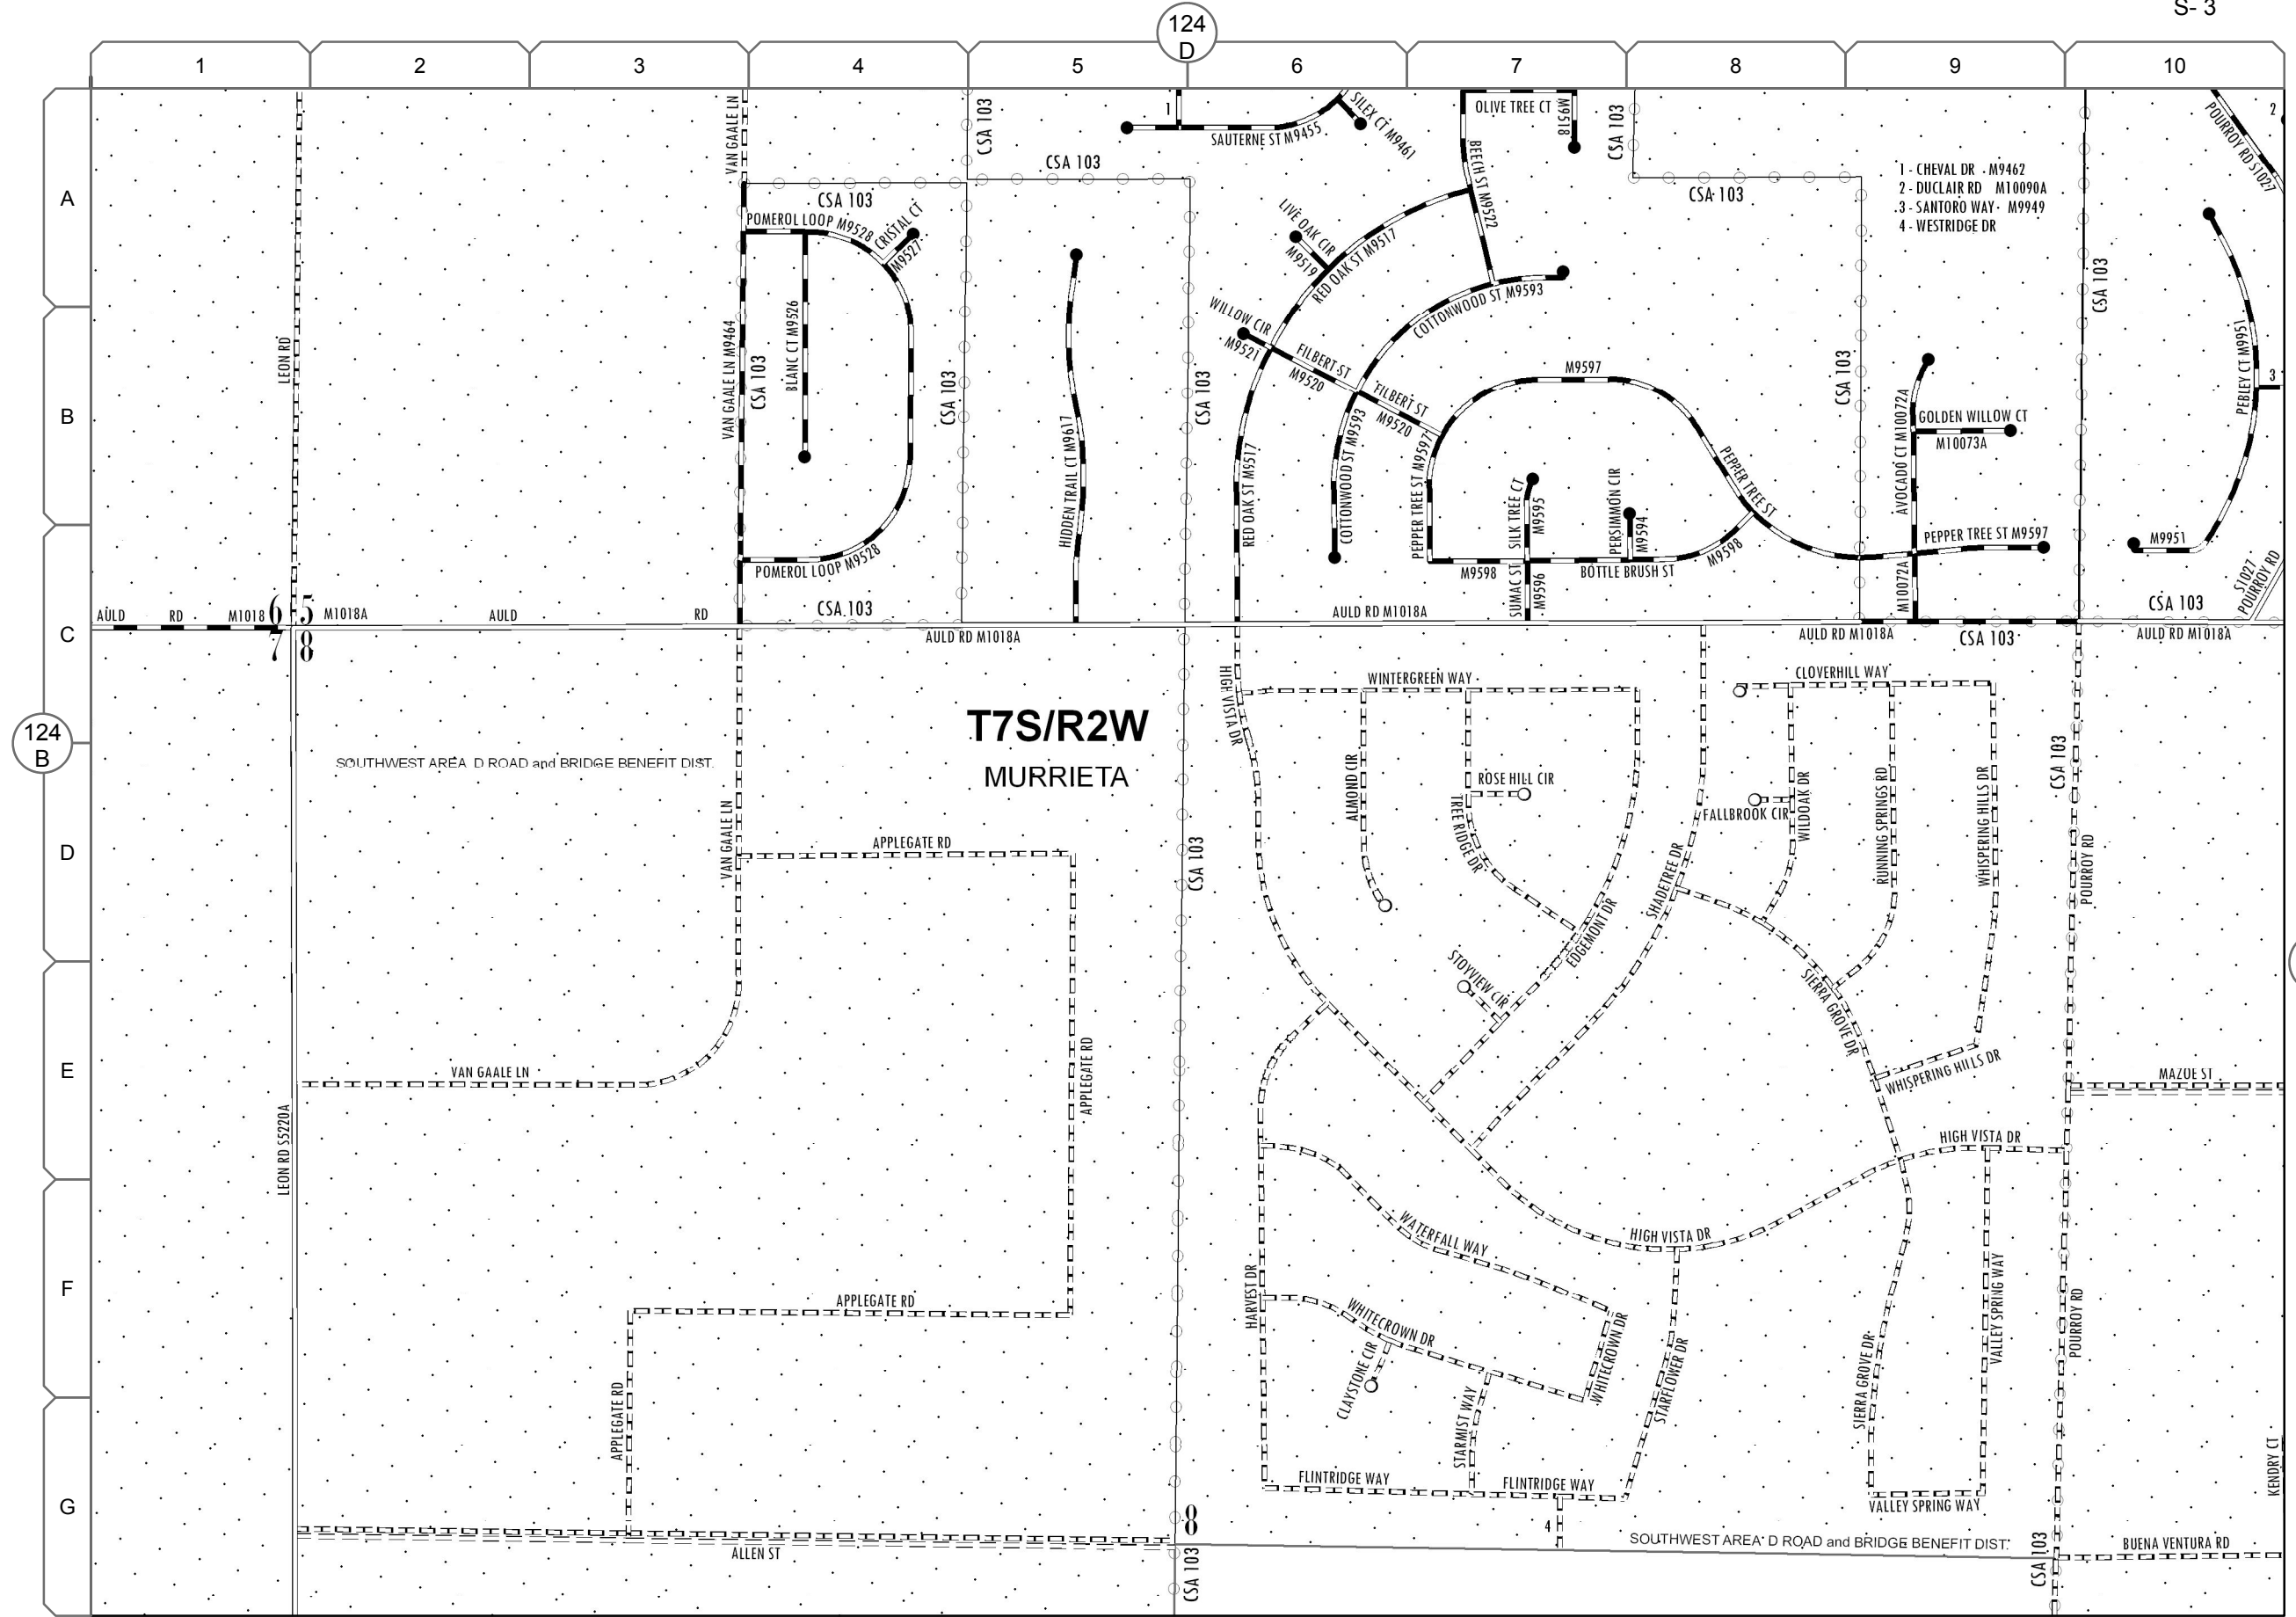 S- 3
124
D
1 2 3 4 5 6 7 8 9 10
A
B
C
D
E
F
G
124
B
VAN GAALE LN
CSA 103
1
SAUTERNE ST M9455
SILEX CT M9461
OLIVE TREE CT
M9518
CSA 103
POURROY RD S1027
2
CSA 103
BEECH ST M9522
CSA 103
1 - CHEVAL DR - M9462
2 - DUCLAIR RD M10090A
3 - SANTORO WAY - M9949
4 - WESTRIDGE DR
CSA 103
POMEROL LOOP M9528
CRISTAL CT
M9527
LIVE OAK CIR
M9519
RED OAK ST M9517
COTTONWOOD ST M9593
CSA 103
LEON RD
VAN GAALE LN M9464
CSA 103
BLANC CT M9526
CSA 103
HIDDEN TRAIL CT M9617
CSA 103
WILLOW CIR
M9521
FILBERT ST
M9520
FILBERT ST
M9520
M9597
CSA 103
RED OAK ST M9517
COTTONWOOD ST M9593
PEPPER TREE ST M9597
PEPPER TREE ST
AVOCADO CT M10072A
GOLDEN WILLOW CT
M10073A
PEBLEY CT M9951
3
SILK TREE CT
M9595
PERSIMMON CIR
M9594
M9598
BOTTLE BRUSH ST
M9598
SUMAC ST
M9596
PEPPER TREE ST M9597
M10072A
M9951
S1027
POURROY RD
POMEROL LOOP M9528
CSA 103
CSA 103
AULD RD M1018
6 5
7 8
M1018A AULD RD
AULD RD M1018A
AULD RD M1018A
AULD RD M1018A
CSA 103
AULD RD M1018A
T7S/R2W
MURRIETA
SOUTHWEST AREA D ROAD and BRIDGE BENEFIT DIST.
HIGH VISTA DR
WINTERGREEN WAY
CLOVERHILL WAY
ALMOND CIR
ROSE HILL CIR
TREE RIDGE DR
FALLBROOK CIR
WILDOAK DR
RUNNING SPRINGS RD
WHISPERING HILLS DR
CSA 103
POURROY RD
VAN GAALE LN
APPLEGATE RD
CSA 103
SHADETREE DR
EDGEMONT DR
STOYVIEW CIR
SIERRA GROVE DR
WHISPERING HILLS DR
VAN GAALE LN
APPLEGATE RD
MAZOE ST
LEON RD S5220A
HIGH VISTA DR
WATERFALL WAY
HIGH VISTA DR
HARVEST DR
APPLEGATE RD
WHITECROWN DR
WHITECROWN DR
CLAYSTONE CIR
STARFLOWER DR
VALLEY SPRING WAY
POURROY RD
SIERRA GROVE DR
APPLEGATE RD
STARMIST WAY
KENDRY CT
FLINTRIDGE WAY
FLINTRIDGE WAY
VALLEY SPRING WAY
8
4
SOUTHWEST AREA D ROAD and BRIDGE BENEFIT DIST.
BUENA VENTURA RD
ALLEN ST
CSA 103
CSA 103